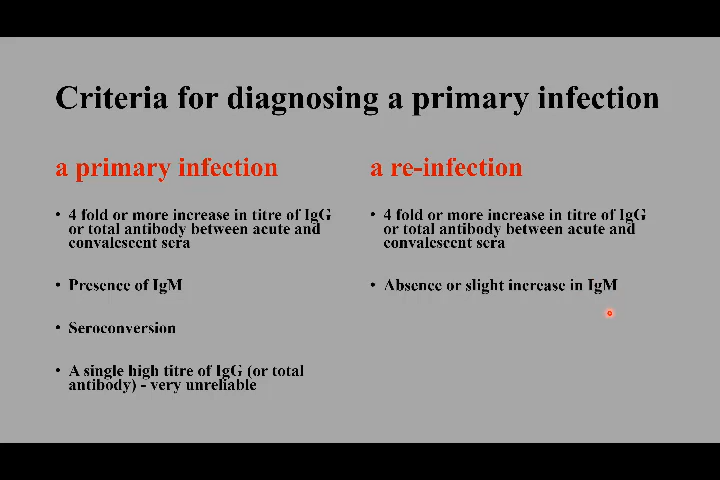 Criteria for diagnosing a primary infection
a primary infection
• 4 fold or more increase in titre of IgG
or total antibody between acute and
convalescent sera
• Presence of IgM
• Seroconversion
• A single high titre of IgG (or total
antibody) - very unreliable
a re-infection
• 4 fold or more increase in titre of IgG
or total antibody between acute and
convalescent sera
• Absence or slight increase in IgM